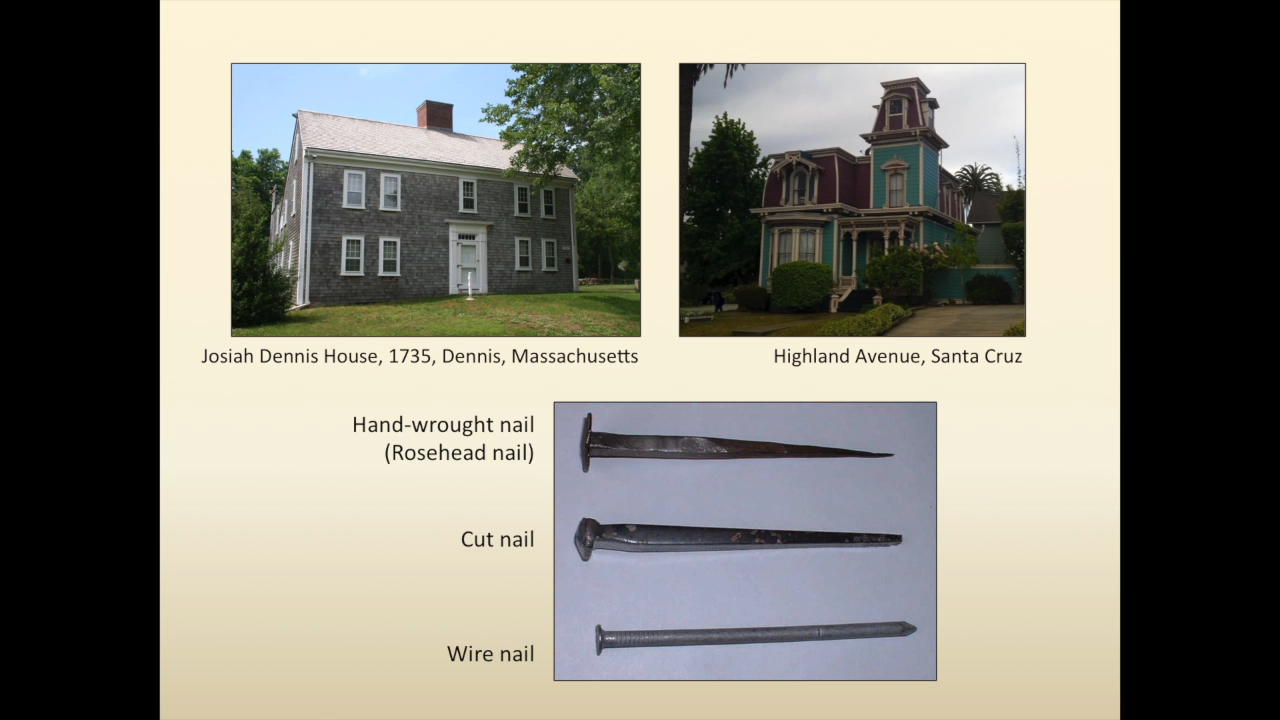 Josiah Dennis House, 1735, Dennis, Massachusetts
Highland Avenue, Santa Cruz
Hand-wrought nail
(Rosehead nail)
Cut nail
Wire nail